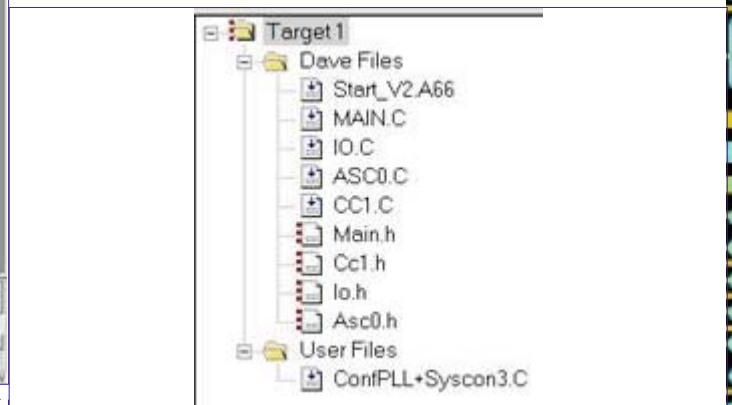 Target 1
Dave Files
Start_V2.A66
MAIN.C
IO.C
ASC0.C
CC1.C
Main.h
Cc1.h
Io.h
Asc0.h
User Files
ConfPLL+Syscon3.C